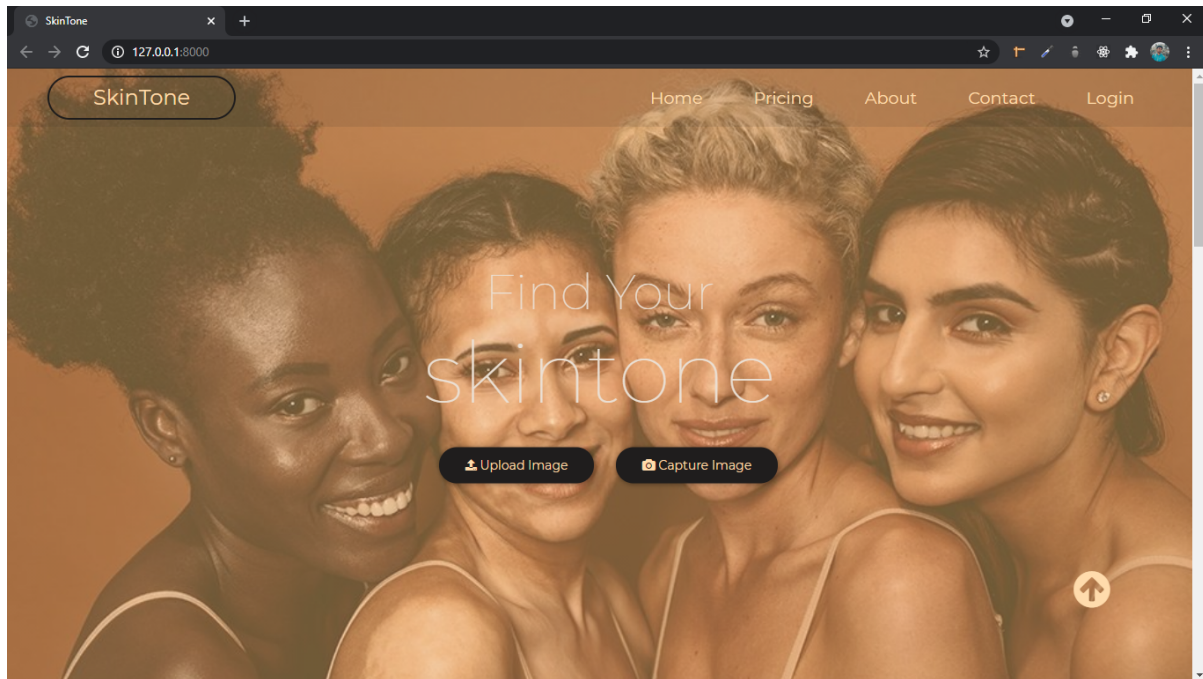 SkinTone
127.0.0.1:8000
SkinTone
Home Pricing About Contact Login
Find Your
skintone
Upload Image Capture Image